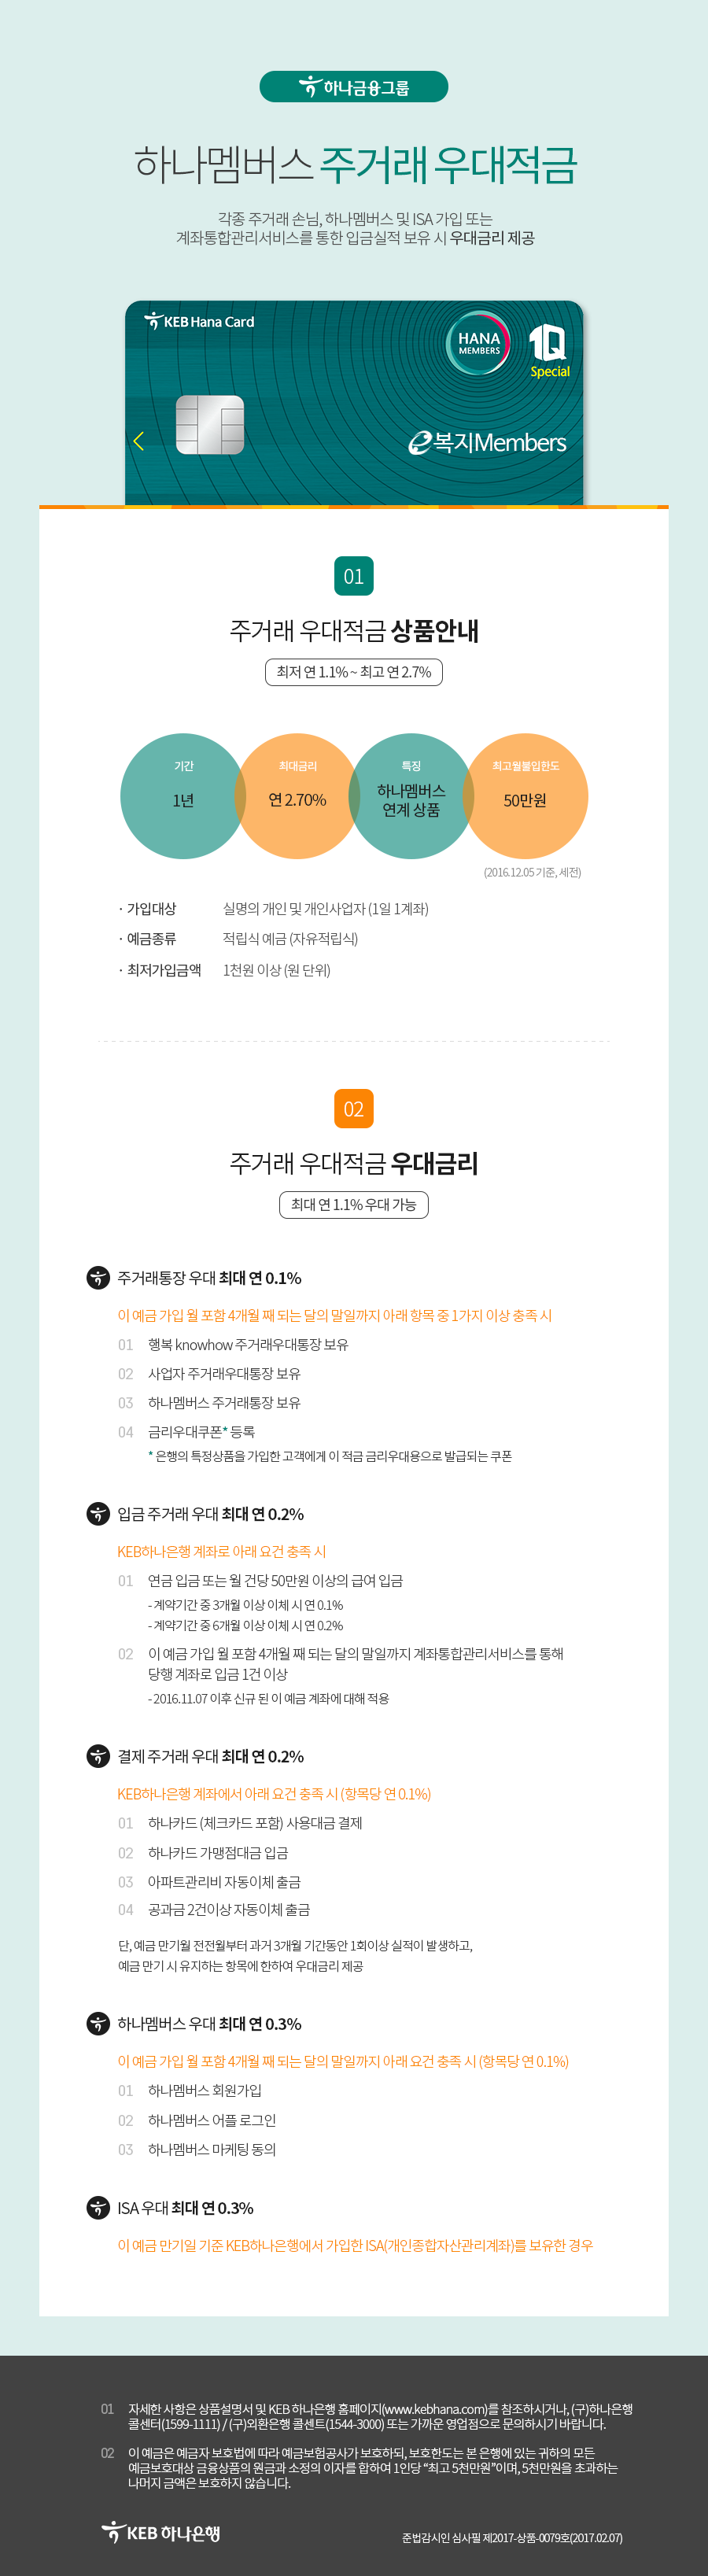 하나금융그룹
하나멤버스 주거래 우대적금
각종 주거래 손님, 하나멤버스 및 ISA 가입 또는
계좌통합관리서비스를 통한 입금실적 보유 시 우대금리 제공
KEB Hana Card
HANA
MEMBERS
1Q
Special
e복지Members
01
주거래 우대적금 상품안내
최저 연 1.1% ~ 최고 연 2.7%
기간
1년
최대금리
연 2.70%
특징
하나멤버스
연계 상품
최고월불입한도
50만원
(2016.12.05 기준, 세전)
· 가입대상 실명의 개인 및 개인사업자 (1일 1계좌)
· 예금종류 적립식 예금 (자유적립식)
· 최저가입금액 1천원 이상 (원 단위)
02
주거래 우대적금 우대금리
최대 연 1.1% 우대 가능
주거래통장 우대 최대 연 0.1%
이 예금 가입 월 포함 4개월 째 되는 달의 말일까지 아래 항목 중 1가지 이상 충족 시
01 행복 knowhow 주거래우대통장 보유
02 사업자 주거래우대통장 보유
03 하나멤버스 주거래통장 보유
04 금리우대쿠폰* 등록
* 은행의 특정상품을 가입한 고객에게 이 적금 금리우대용으로 발급되는 쿠폰
입금 주거래 우대 최대 연 0.2%
KEB하나은행 계좌로 아래 요건 충족 시
01 연금 입금 또는 월 건당 50만원 이상의 급여 입금
- 계약기간 중 3개월 이상 이체 시 연 0.1%
- 계약기간 중 6개월 이상 이체 시 연 0.2%
02 이 예금 가입 월 포함 4개월 째 되는 달의 말일까지 계좌통합관리서비스를 통해
당행 계좌로 입금 1건 이상
- 2016.11.07 이후 신규 된 이 예금 계좌에 대해 적용
결제 주거래 우대 최대 연 0.2%
KEB하나은행 계좌에서 아래 요건 충족 시 (항목당 연 0.1%)
01 하나카드 (체크카드 포함) 사용대금 결제
02 하나카드 가맹점대금 입금
03 아파트관리비 자동이체 출금
04 공과금 2건이상 자동이체 출금
단, 예금 만기월 전전월부터 과거 3개월 기간동안 1회이상 실적이 발생하고,
예금 만기 시 유지하는 항목에 한하여 우대금리 제공
하나멤버스 우대 최대 연 0.3%
이 예금 가입 월 포함 4개월 째 되는 달의 말일까지 아래 요건 충족 시 (항목당 연 0.1%)
01 하나멤버스 회원가입
02 하나멤버스 어플 로그인
03 하나멤버스 마케팅 동의
ISA 우대 최대 연 0.3%
이 예금 만기일 기준 KEB하나은행에서 가입한 ISA(개인종합자산관리계좌)를 보유한 경우
01 자세한 사항은 상품설명서 및 KEB 하나은행 홈페이지(www.kebhana.com)를 참조하시거나, (구)하나은행
콜센터(1599-1111) / (구)외환은행 콜센트(1544-3000) 또는 가까운 영업점으로 문의하시기 바랍니다.
02 이 예금은 예금자 보호법에 따라 예금보험공사가 보호하되, 보호한도는 본 은행에 있는 귀하의 모든
예금보호대상 금융상품의 원금과 소정의 이자를 합하여 1인당 “최고 5천만원”이며, 5천만원을 초과하는
나머지 금액은 보호하지 않습니다.
KEB 하나은행
준법감시인 심사필 제2017-상품-0079호(2017.02.07)